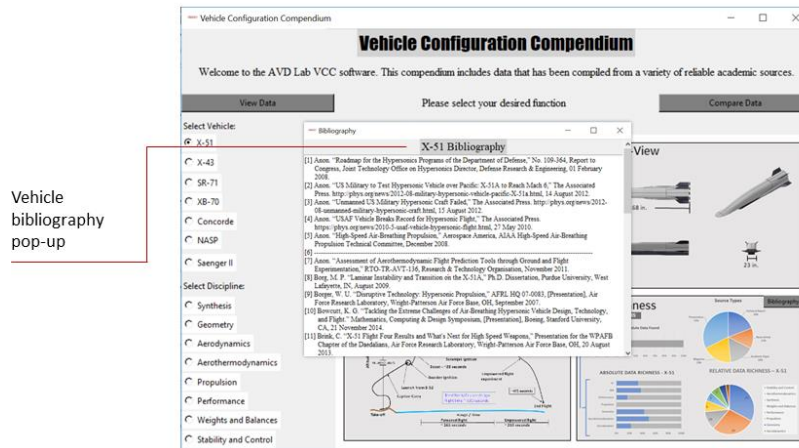 Vehicle Configuration Compendium
Vehicle Configuration Compendium
Welcome to the AVD Lab VCC software. This compendium includes data that has been compiled from a variety of reliable academic sources.
View Data
Please select your desired function
Compare Data
Select Vehicle:
X-51
X-43
SR-71
XB-70
Concorde
NASP
Saenger II
Select Discipline:
Synthesis
Geometry
Aerodynamics
Aerothermodynamics
Propulsion
Performance
Weights and Balances
Stability and Control
Vehicle
bibliography
pop-up
Bibliography
X-51 Bibliography
[1] Anon. "Roadmap for the Hypersonics Programs of the Department of Defense," No. 109-364, Report to
Congress, Joint Technology Office on Hypersonics Director, Defense Research & Engineering, 01 February
2008.
[2] Anon. "US Military to Test Hypersonic Vehicle over Pacific: X-51A to Reach Mach 6," The Associated
Press. http://phys.org/news/2012-08-military-hypersonic-vehicle-pacific-X-51a.html, 14 August 2012.
[3] Anon. "Unmanned US Military Hypersonic Craft Failed," The Associated Press. http://phys.org/news/2012-
08-unmanned-military-hypersonic-craft.html, 15 August 2012.
[4] Anon. "USAF Vehicle Breaks Record for Hypersonic Flight," The Associated Press.
https://phys.org/news/2010-5-usaf-vehicle-hypersonic-flight.html, 27 May 2010.
[5] Anon. "High-Speed Air-Breathing Propulsion," Aerospace America, AIAA High-Speed Air-Breathing
Propulsion Technical Committee, December 2008.
[6]
[7] Anon. "Assessment of Aerothermodynamic Flight Prediction Tools through Ground and Flight
Experimentation," RTO-TR-AVT-136, Research & Technology Organisation, November 2011.
[8] Borg, M. P. "Laminar Instability and Transition on the X-51A," Ph.D. Dissertation, Purdue University, West
Lafayette, IN, August 2009.
[9] Borger, W. U. "Disruptive Technology: Hypersonic Propulsion," AFRL HQ 07-0083, [Presentation], Air
Force Research Laboratory, Wright-Patterson Air Force Base, OH, September 2007.
[10] Bowcutt, K. G. "Tackling the Extreme Challenges of Air-Breathing Hypersonic Vehicle Design, Technology,
and Flight." Mathematics, Computing & Design Symposium, [Presentation], Boeing, Stanford University,
CA, 21 November 2014.
[11] Brink, C. "X-51 Flight Four Results and What's Next for High Speed Weapons," Presentation for the WPAFB
Chapter of the Daedalians, Air Force Research Laboratory, Wright-Patterson Air Force Base, OH, 20 August
2013.
-View
23 in.
Source Types
Bibliography
ABSOLUTE DATA RICHNESS - X-51
RELATIVE DATA RICHNESS - X-51
Take-off